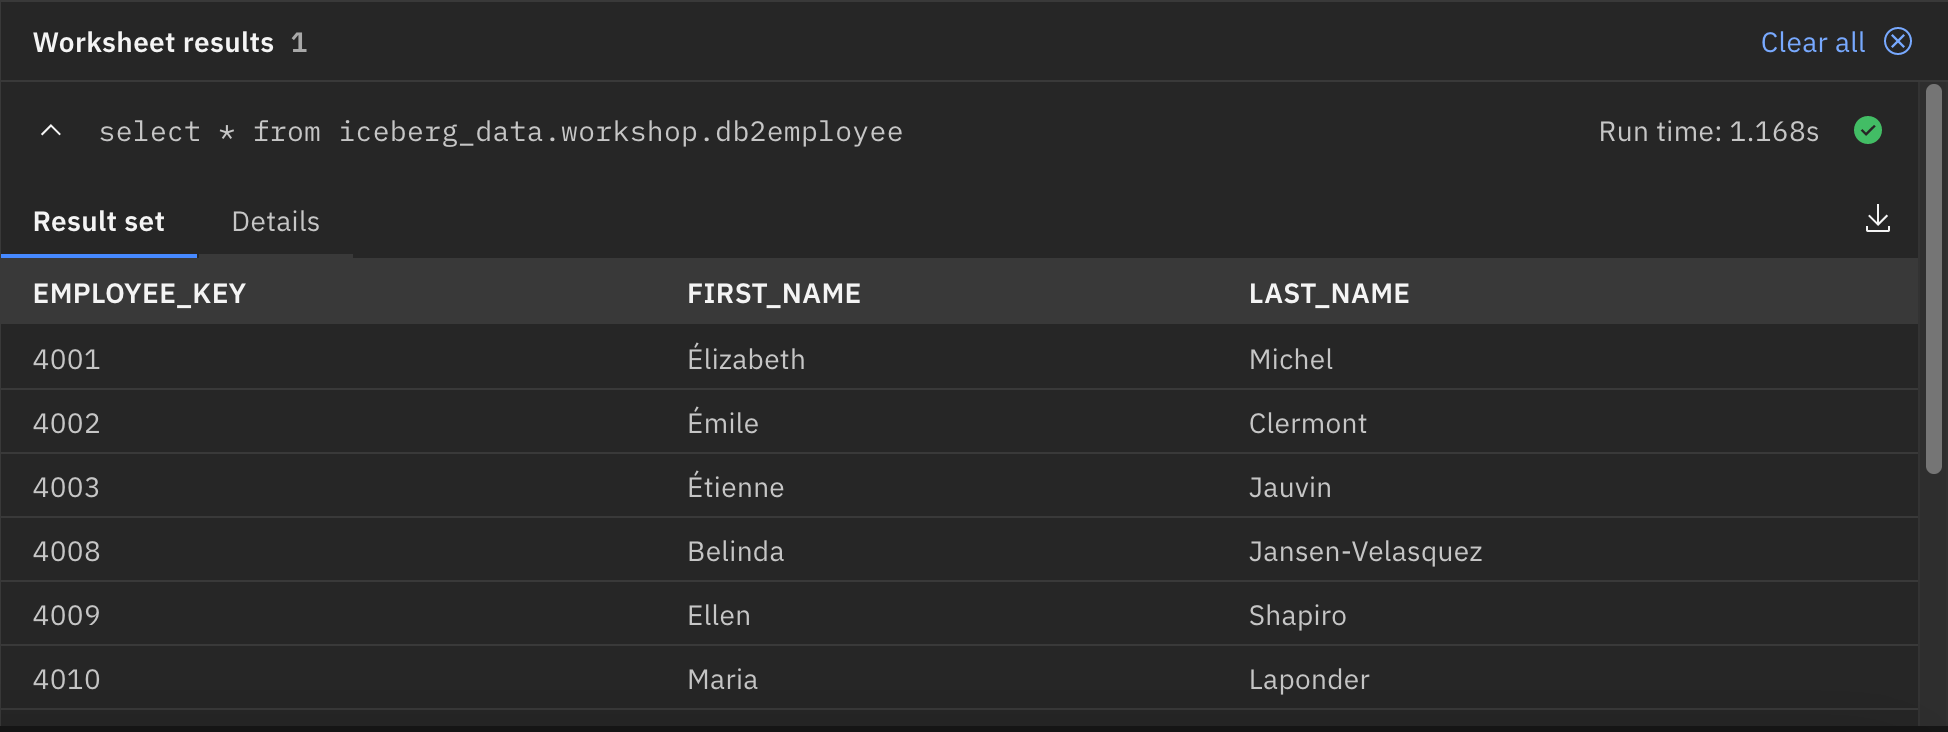 Worksheet results 1
Clear all
select * from iceberg_data.workshop.db2employee
Run time: 1.168s
Result set
Details
EMPLOYEE_KEY FIRST_NAME LAST_NAME
4001 Élizabeth Michel
4002 Émile Clermont
4003 Étienne Jauvin
4008 Belinda Jansen-Velasquez
4009 Ellen Shapiro
4010 Maria Laponder